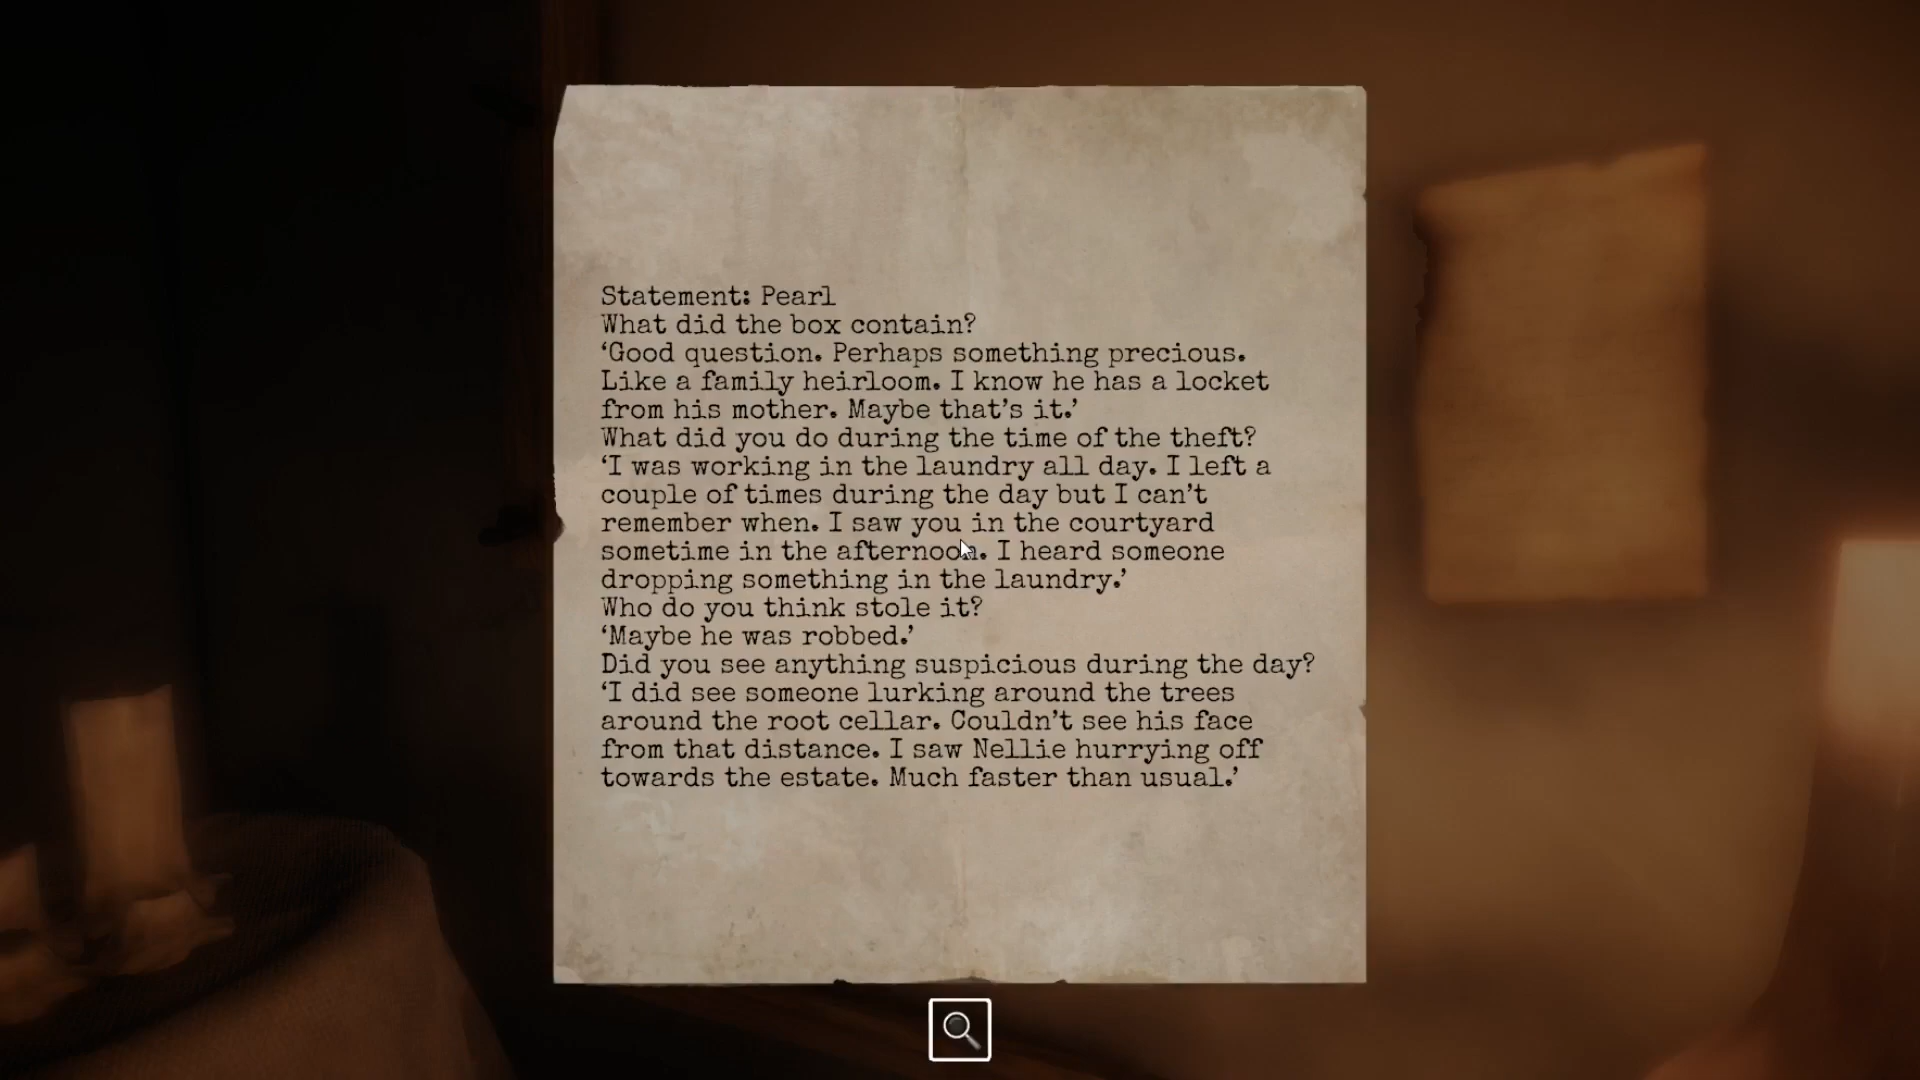 Statement: Pearl
What did the box contain?
‘Good question. Perhaps something precious.
Like a family heirloom. I know he has a locket
from his mother. Maybe that’s it.’
What did you do during the time of the theft?
‘I was working in the laundry all day. I left a
couple of times during the day but I can’t
remember when. I saw you in the courtyard
sometime in the afternoon. I heard someone
dropping something in the laundry.’
Who do you think stole it?
‘Maybe he was robbed.’
Did you see anything suspicious during the day?
‘I did see someone lurking around the trees
around the root cellar. Couldn’t see his face
from that distance. I saw Nellie hurrying off
towards the estate. Much faster than usual.’